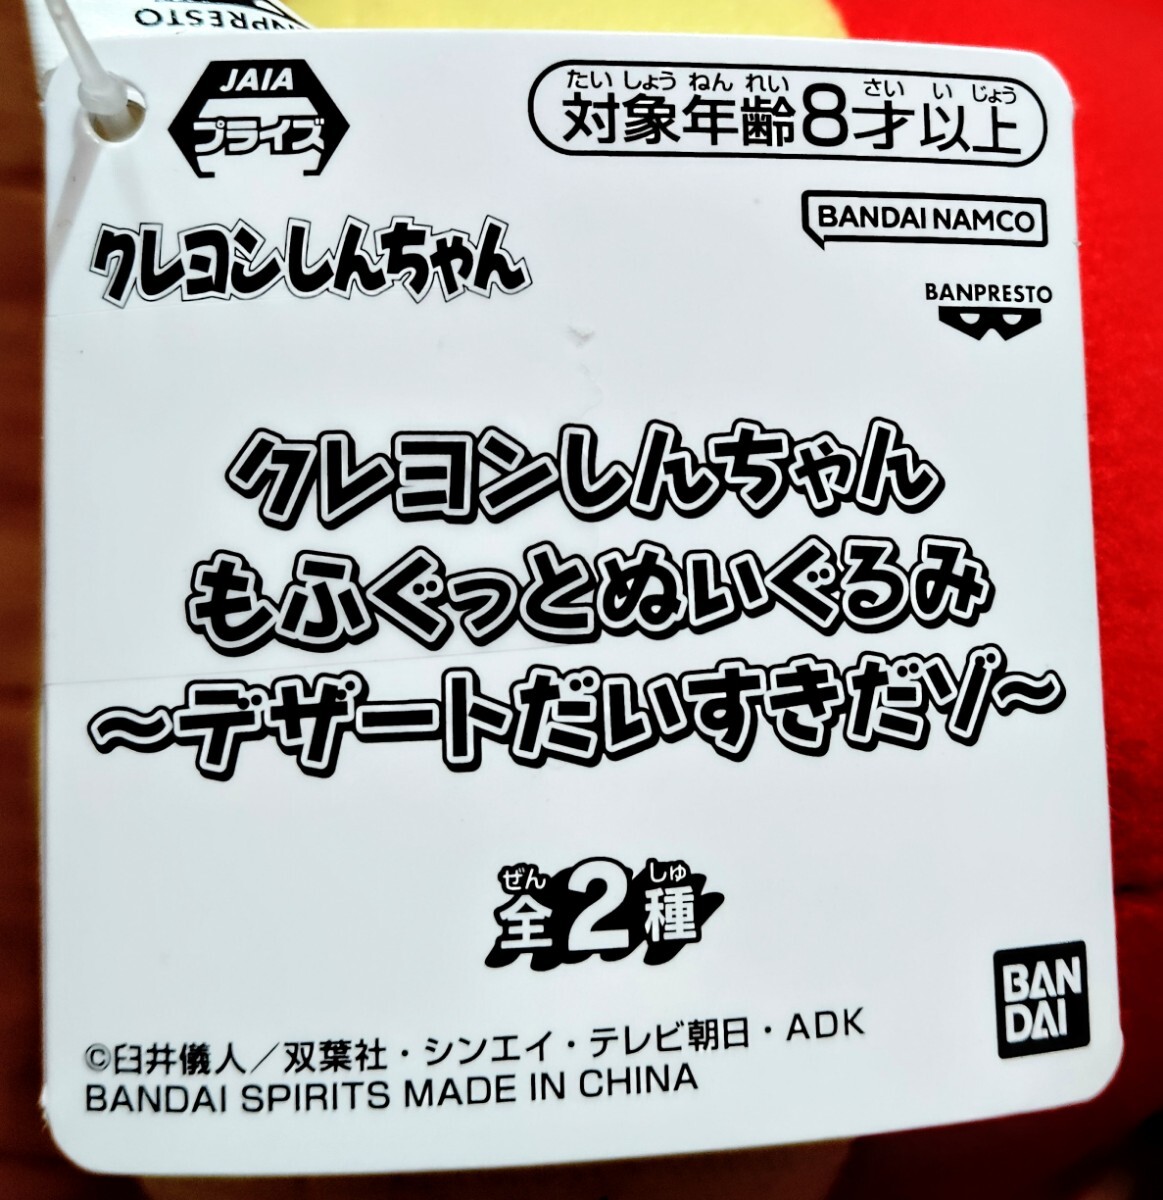 BANPRESTO
JAIA
プライズ
たいしょうねんれい さいいじょう
対象年齢8才以上
BANDAI NAMCO
クレヨンしんちゃん
BANPRESTO
クレヨンしんちゃん
もふぐっとぬいぐるみ
～デザートだいすきだゾ～
ぜん しゅ
全2種
BAN
DAI
©臼井儀人／双葉社・シンエイ・テレビ朝日・ADK
BANDAI SPIRITS MADE IN CHINA